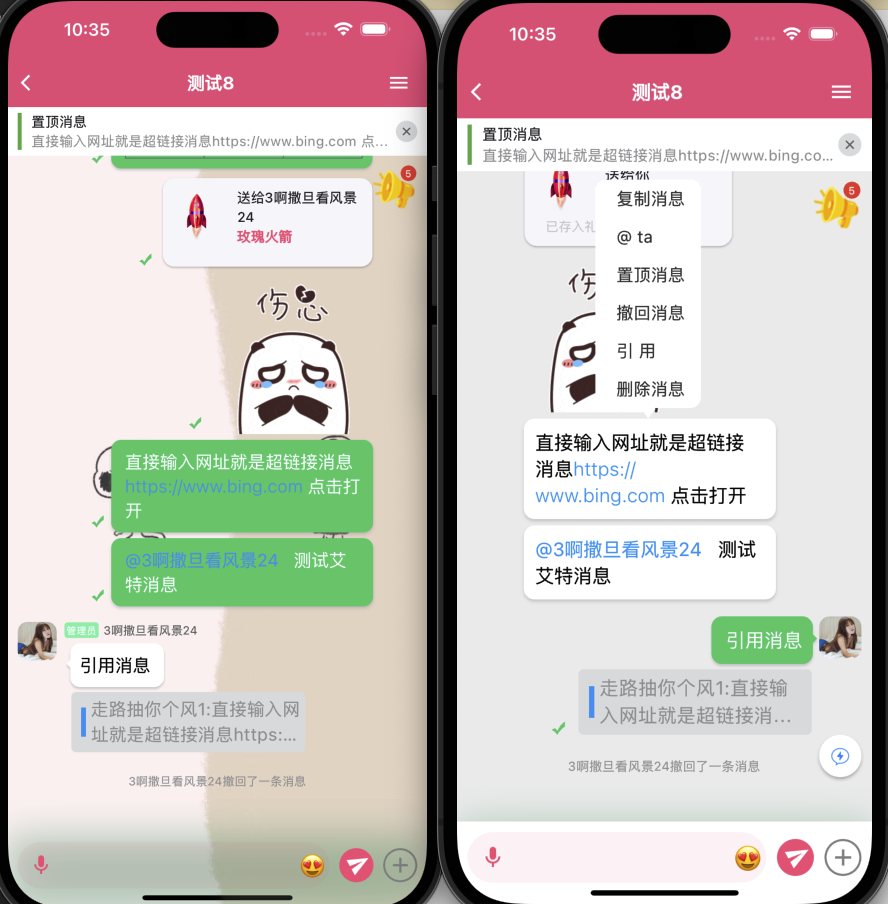 10:35
测试8
置顶消息
直接输入网址就是超链接消息https://www.bing.com 点...
5
送给3啊撒旦看风景
24
玫瑰火箭
伤心
直接输入网址就是超链接消息
https://www.bing.com 点击打
开
@3啊撒旦看风景24 测试艾
特消息
管理员 3啊撒旦看风景24
引用消息
走路抽你个风1:直接输入网
址就是超链接消息https:...
3啊撒旦看风景24撤回了一条消息
10:35
测试8
置顶消息
直接输入网址就是超链接消息https://www.bing.co...
5
送给你
已存入礼
复制消息
@ ta
置顶消息
撤回消息
引 用
删除消息
伤
直接输入网址就是超链接
消息https://
www.bing.com 点击打开
@3啊撒旦看风景24 测试
艾特消息
引用消息
走路抽你个风1:直接输
入网址就是超链接消...
3啊撒旦看风景24撤回了一条消息